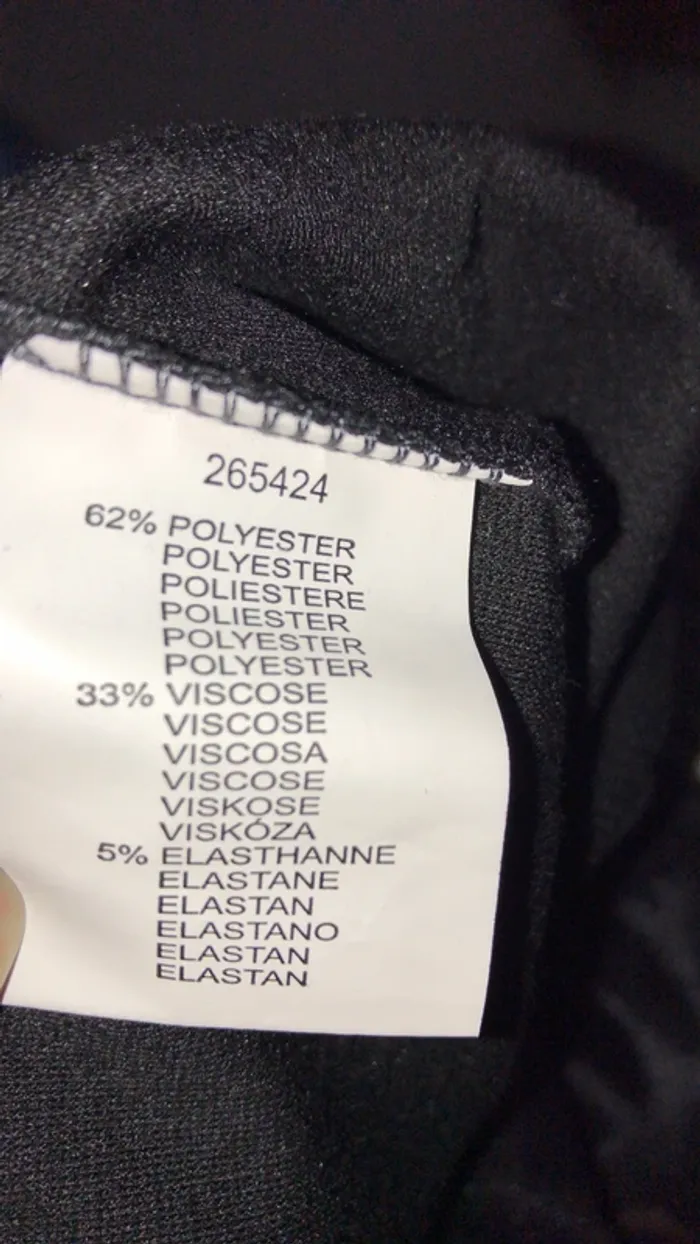 265424
62% POLYESTER
POLYESTER
POLIESTERE
POLIESTER
POLYESTER
POLYESTER
33% VISCOSE
VISCOSE
VISCOSA
VISCOSE
VISKOSE
VISKÓZA
5% ELASTHANNE
ELASTANE
ELASTAN
ELASTANO
ELASTAN
ELASTAN